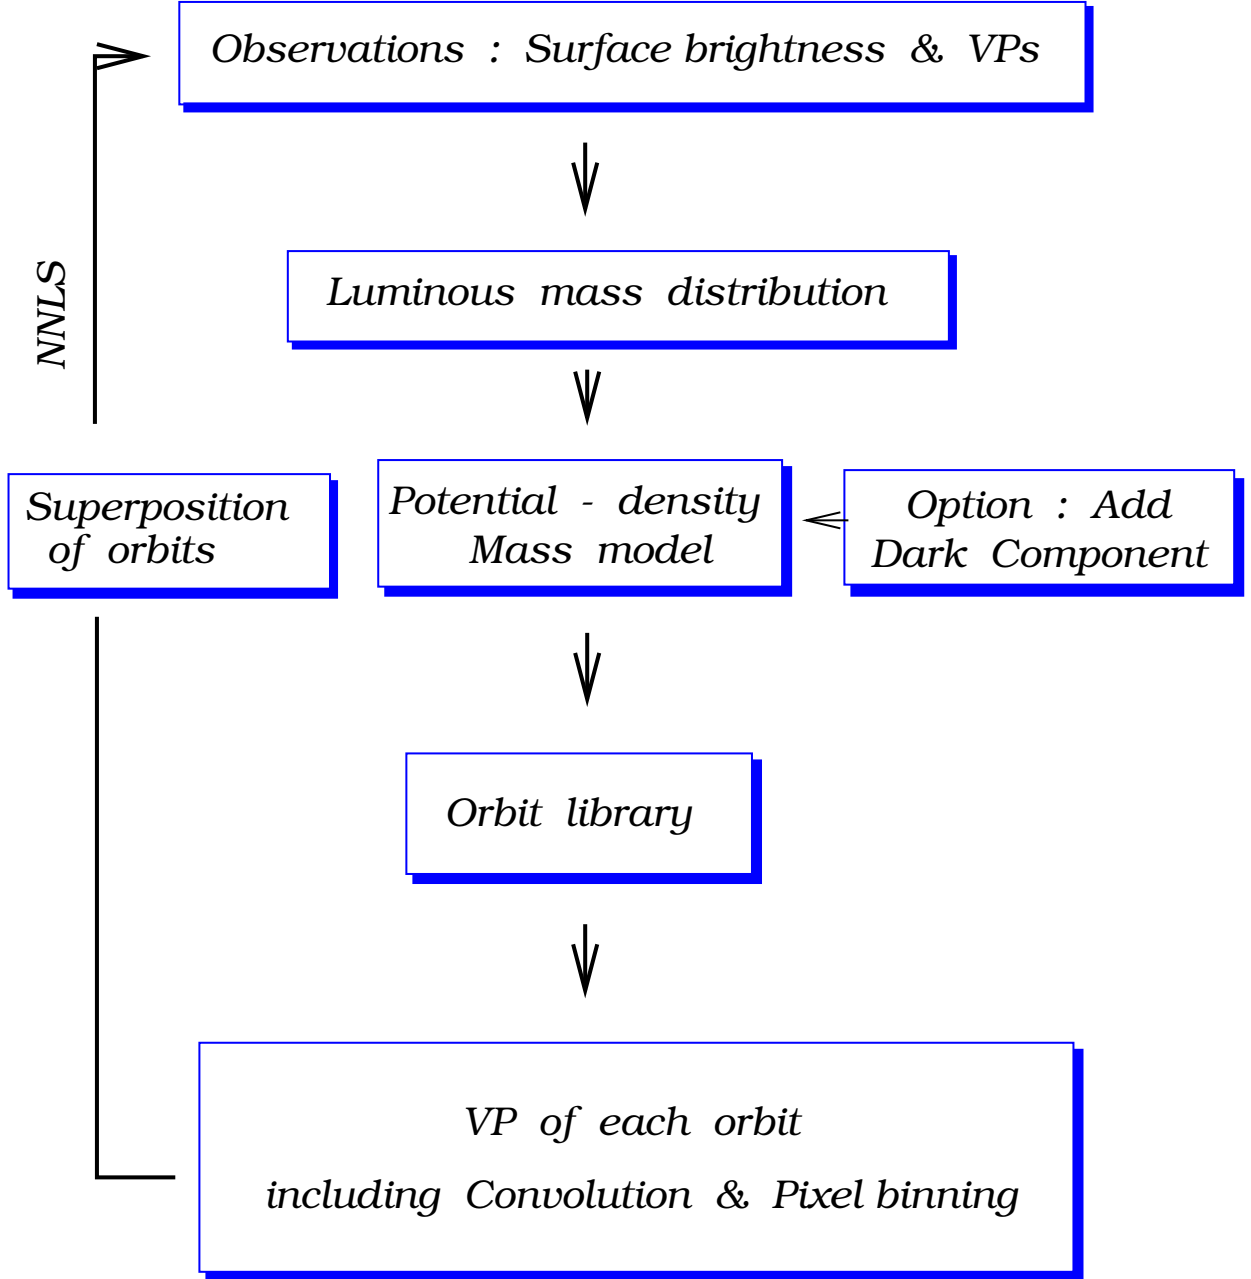 Observations : Surface brightness & VPs
Luminous mass distribution
NNLS
Superposition
of orbits
Potential - density
Mass model
Option : Add
Dark Component
Orbit library
VP of each orbit
including Convolution & Pixel binning